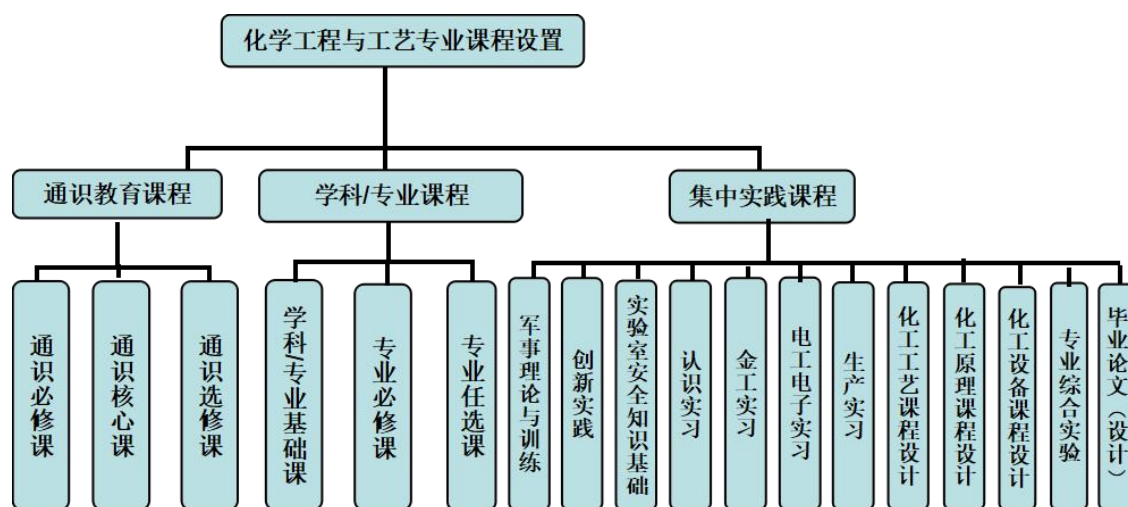 化学工程与工艺专业课程设置
通识教育课程
学科/专业课程
集中实践课程
通识必修课
通识核心课
通识选修课
学科/专业基础课
专业必修课
专业任选课
军事理论与训练
创新实践
实验室安全知识基础
认识实习
金工实习
电工电子实习
生产实习
化工工艺课程设计
化工原理课程设计
化工设备课程设计
专业综合实验
毕业论文（设计）